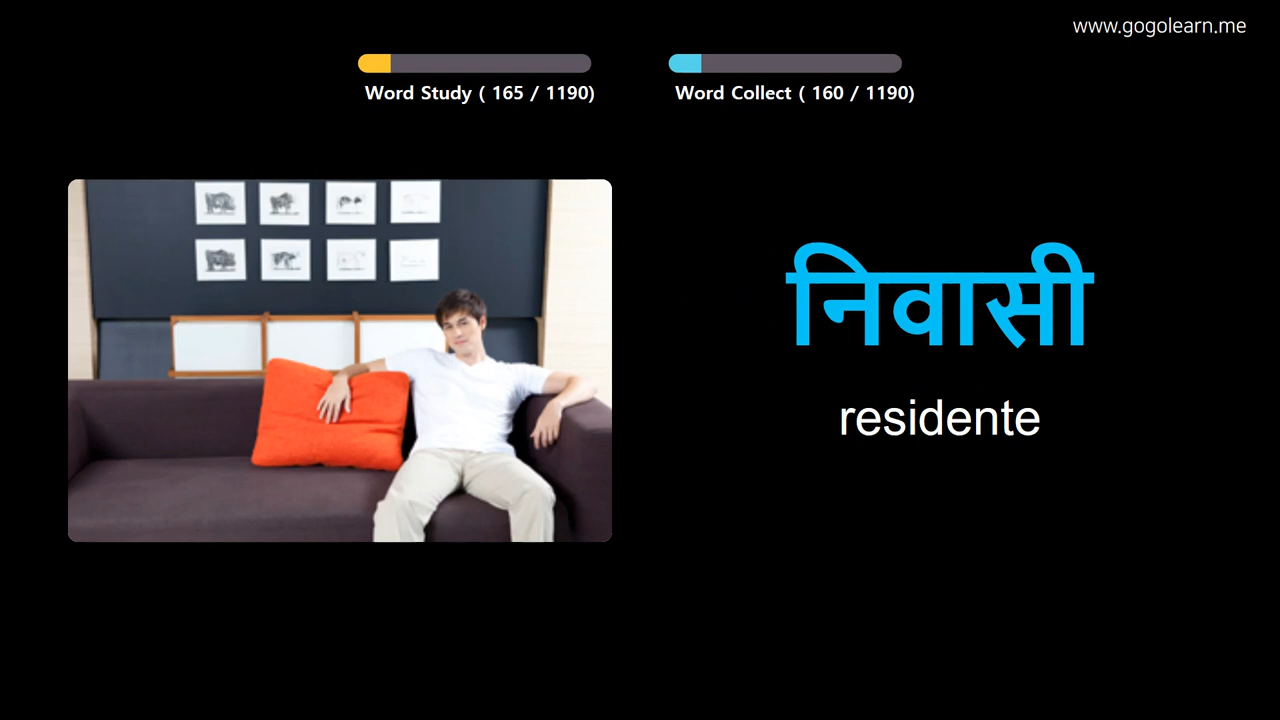 www.gogolearn.me
Word Study ( 165 / 1190)
Word Collect ( 160 / 1190)
निवासी
residente